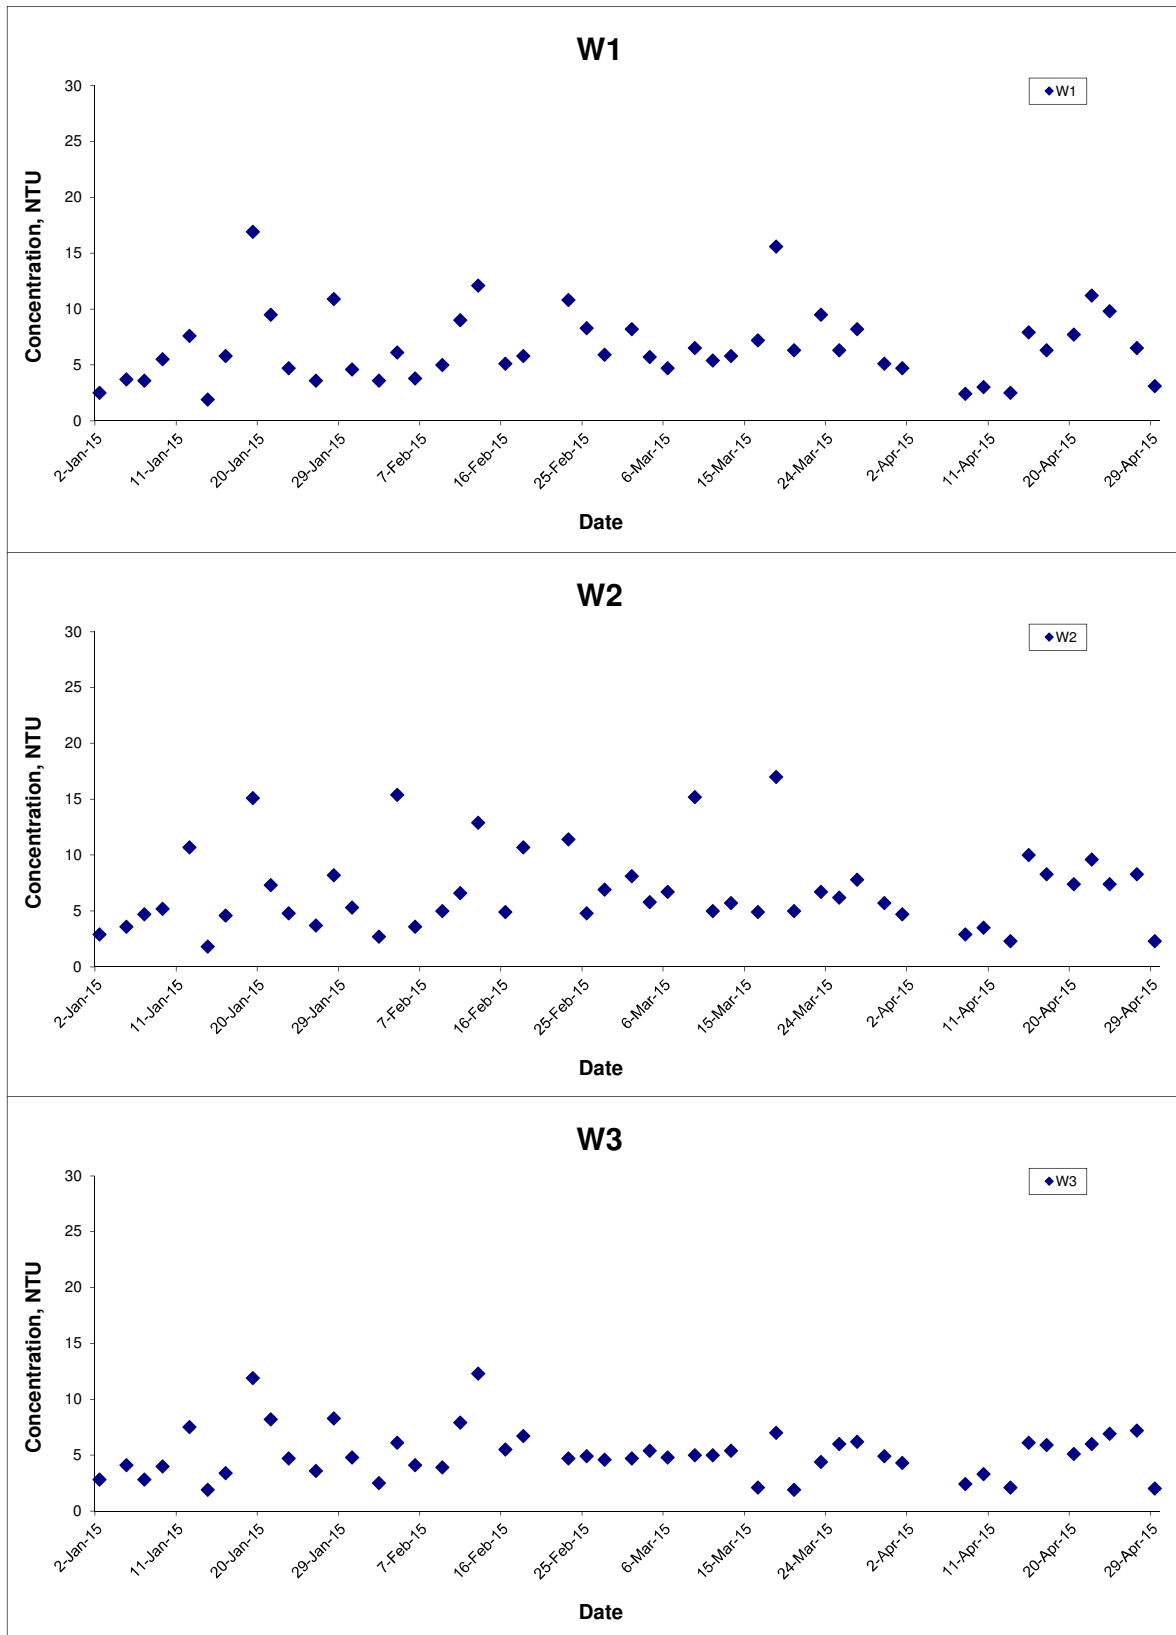 W1
W1
30
25
20
15
10
5
0
Concentration, NTU
2-Jan-15
11-Jan-15
20-Jan-15
29-Jan-15
7-Feb-15
16-Feb-15
25-Feb-15
6-Mar-15
15-Mar-15
24-Mar-15
2-Apr-15
11-Apr-15
20-Apr-15
29-Apr-15
Date
W2
W2
30
25
20
15
10
5
0
Concentration, NTU
2-Jan-15
11-Jan-15
20-Jan-15
29-Jan-15
7-Feb-15
16-Feb-15
25-Feb-15
6-Mar-15
15-Mar-15
24-Mar-15
2-Apr-15
11-Apr-15
20-Apr-15
29-Apr-15
Date
W3
W3
30
25
20
15
10
5
0
Concentration, NTU
2-Jan-15
11-Jan-15
20-Jan-15
29-Jan-15
7-Feb-15
16-Feb-15
25-Feb-15
6-Mar-15
15-Mar-15
24-Mar-15
2-Apr-15
11-Apr-15
20-Apr-15
29-Apr-15
Date